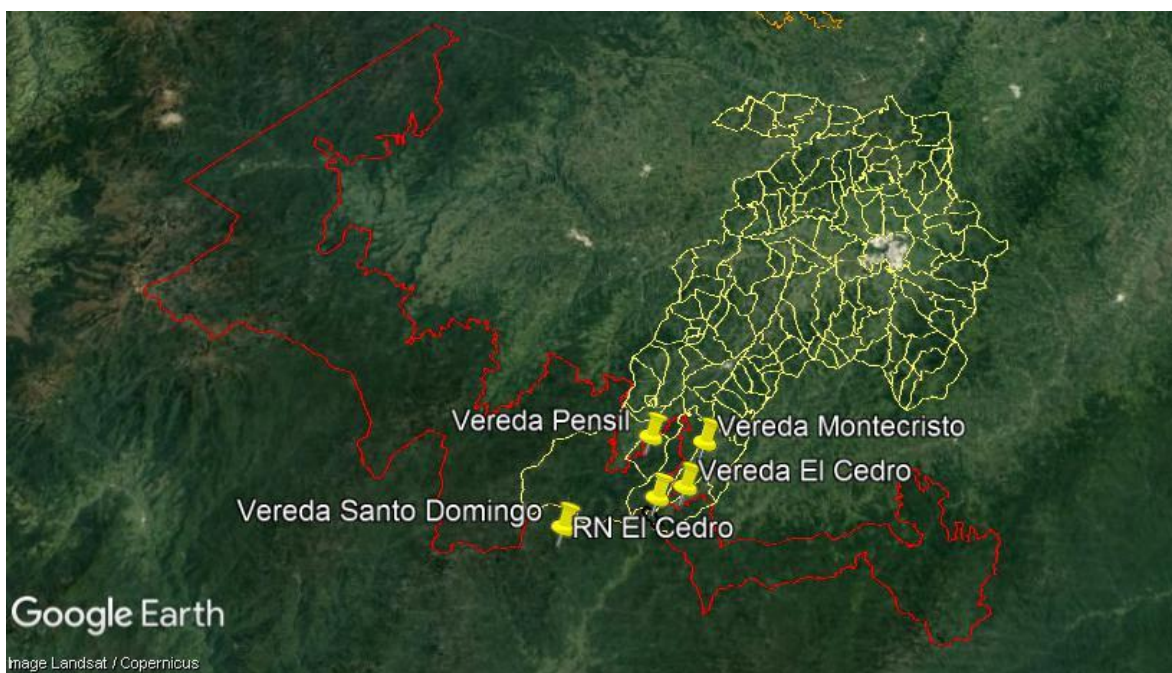 Vereda Pensil
Vereda Montecristo
Vereda El Cedro
Vereda Santo Domingo
RN El Cedro
Google Earth
Image Landsat / Copernicus